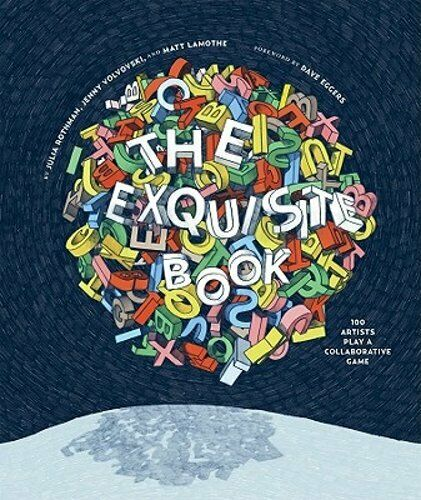 BY JULIA ROTHMAN, JENNY VOLVOVSKI, AND MATT LAMOTHE
FOREWORD BY DAVE EGGERS
THE
EXQUISITE
BOOK
100
ARTISTS
PLAY A
COLLABORATIVE
GAME